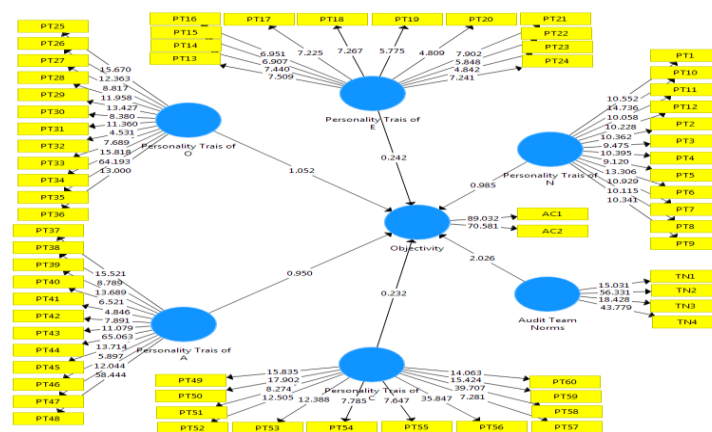 PT25
PT26
PT27
PT28
PT29
PT30
PT31
PT32
PT33
PT34
PT35
PT36
15.670
12.363
8.817
11.958
13.427
8.380
11.360
4.531
7.689
15.818
64.193
13.000
Personality Trais of
O
PT16
PT15
PT14
PT13
PT17
PT18
PT19
PT20
PT21
PT22
PT23
PT24
6.951
6.907
7.440
7.509
7.225
7.267
5.775
4.809
7.902
5.848
4.842
7.241
Personality Trais of
E
PT1
PT10
PT11
PT12
PT2
PT3
PT4
PT5
PT6
PT7
PT8
PT9
10.552
14.736
10.058
10.228
10.362
9.475
10.395
9.120
13.306
10.929
10.115
10.341
Personality Trais of
N
1.052
0.242
0.985
Objectivity
89.032
70.581
AC1
AC2
0.950
0.232
2.026
PT37
PT38
PT39
PT40
PT41
PT42
PT43
PT44
PT45
PT46
PT47
PT48
15.521
8.789
13.689
6.521
4.846
7.891
11.079
65.063
13.714
5.897
12.044
58.444
Personality Trais of
A
Audit Team
Norms
15.031
56.331
18.428
43.779
TN1
TN2
TN3
TN4
Personality Trais of
C
15.835
17.902
8.274
12.505
12.388
7.785
7.647
35.847
7.281
39.707
15.424
14.063
PT49
PT50
PT51
PT52
PT53
PT54
PT55
PT56
PT57
PT58
PT59
PT60